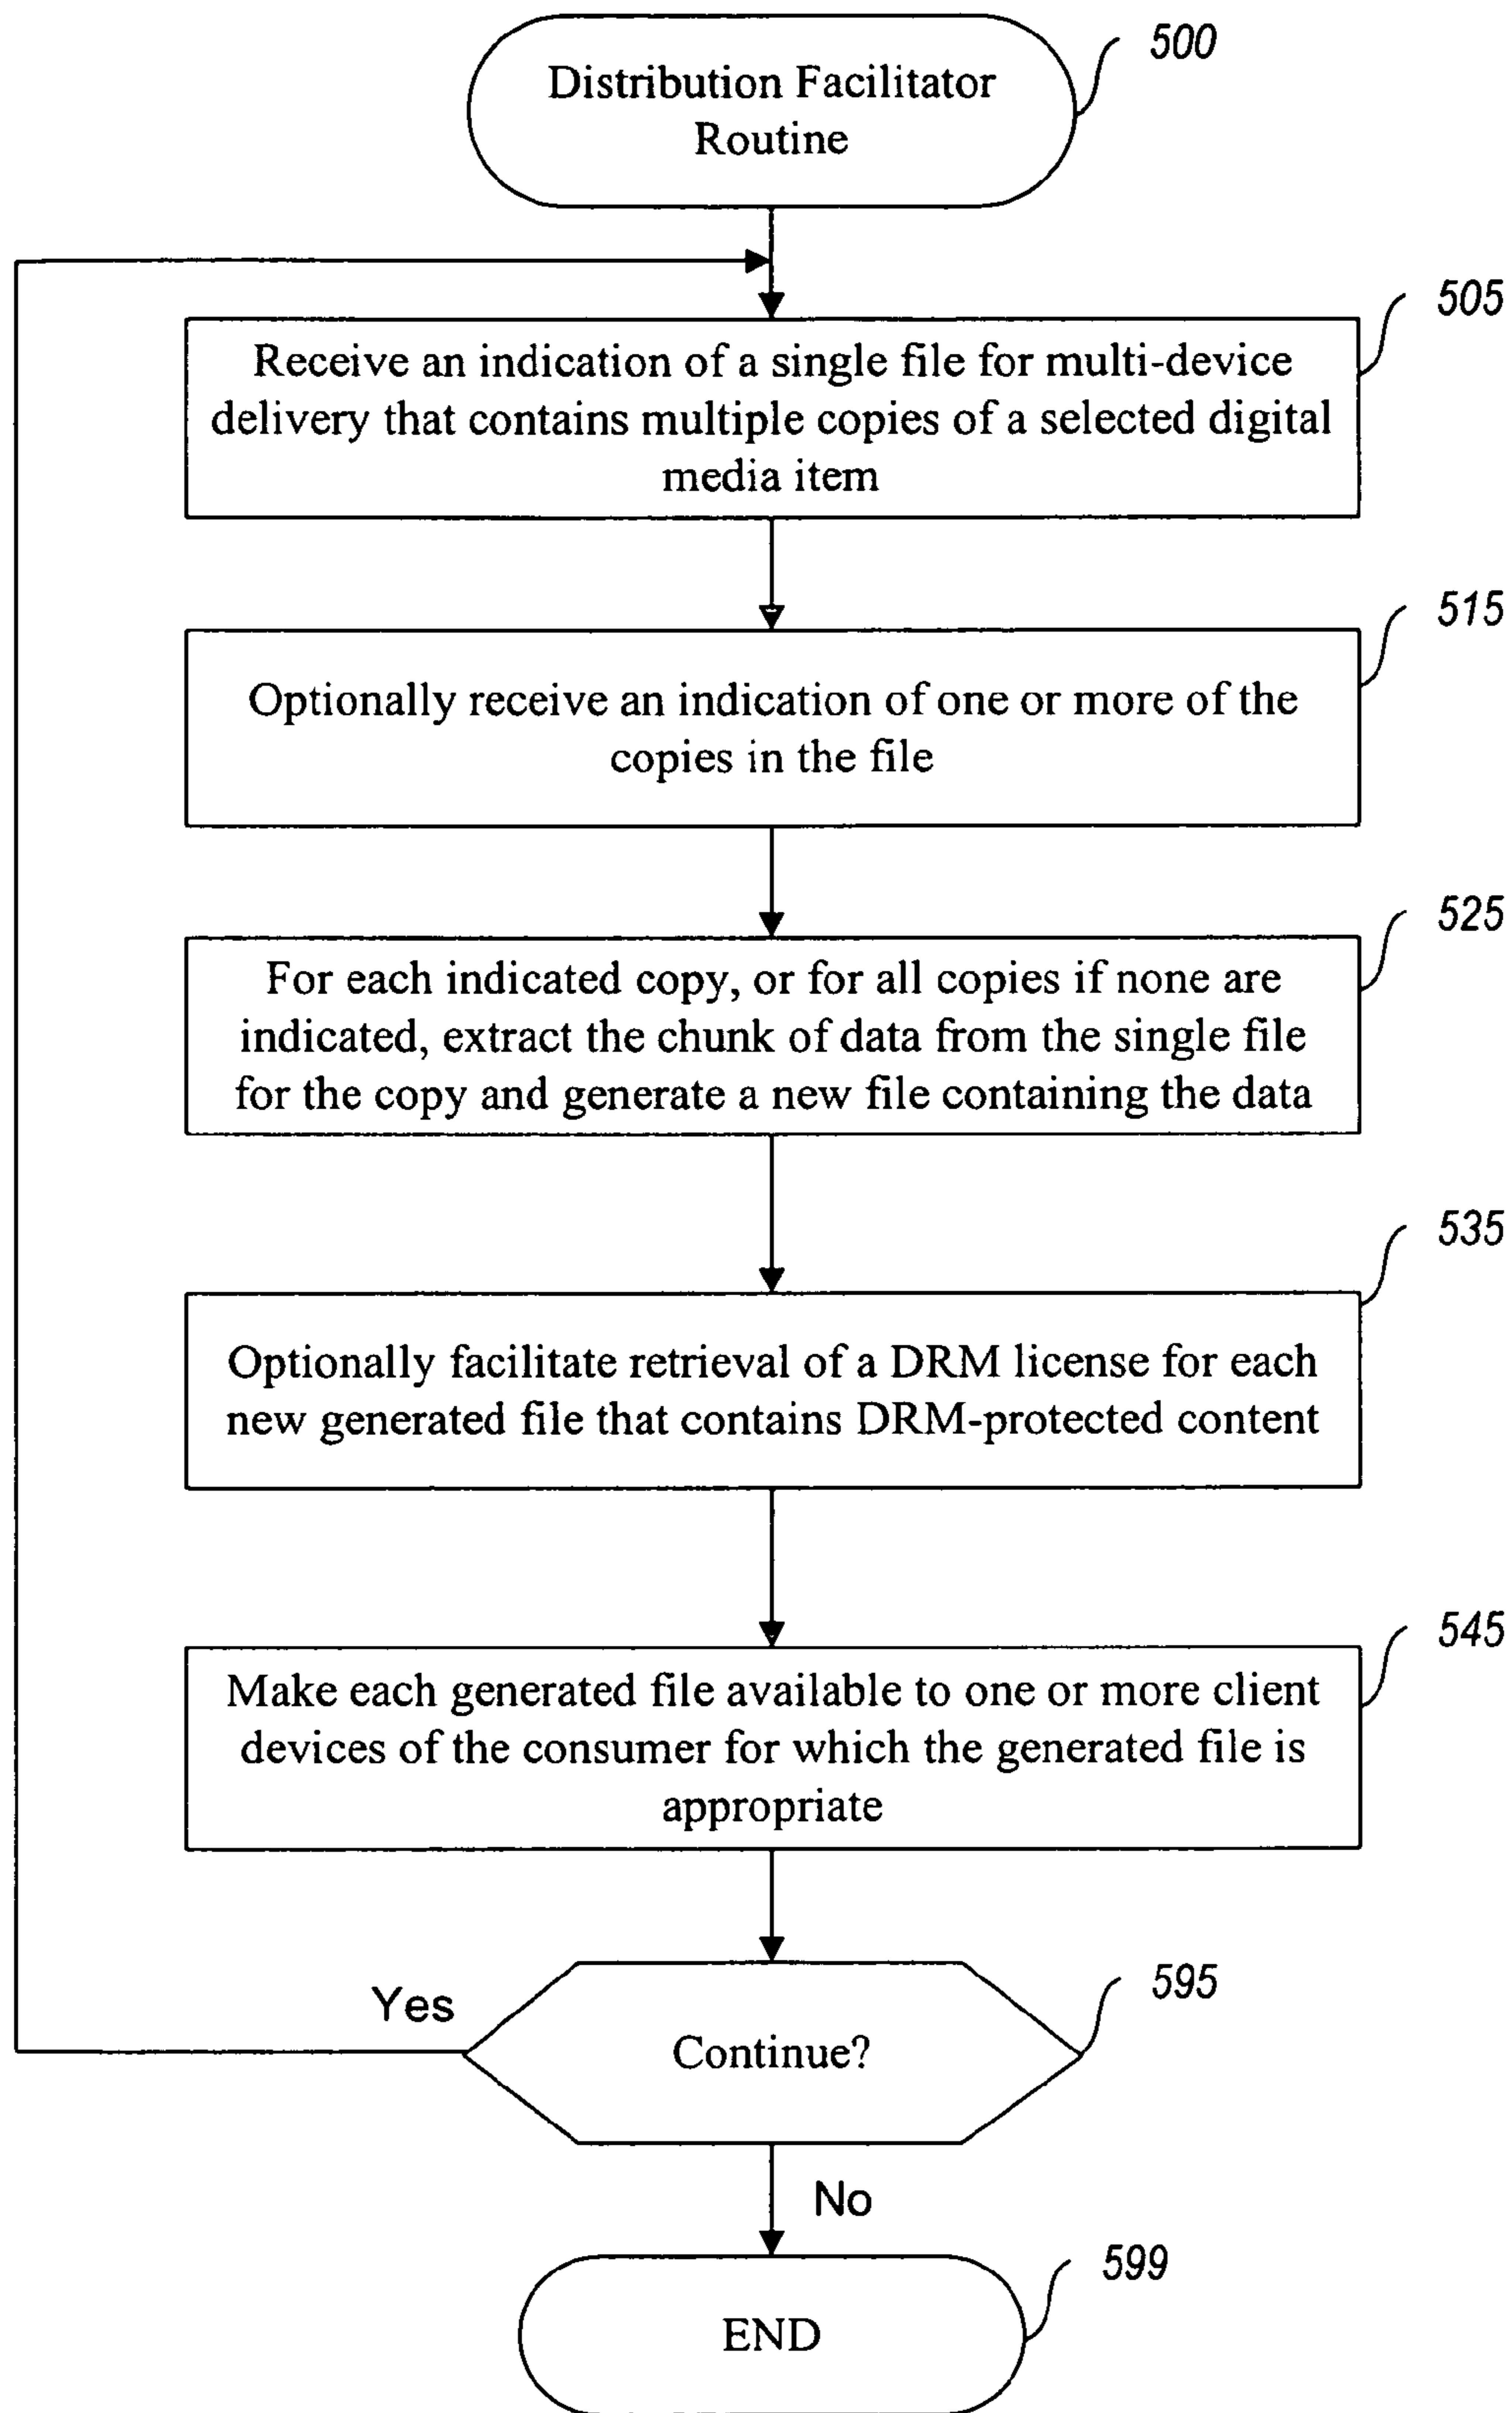 Distribution Facilitator
Routine
500
505
Receive an indication of a single file for multi-device
delivery that contains multiple copies of a selected digital
media item
515
Optionally receive an indication of one or more of the
copies in the file
525
For each indicated copy, or for all copies if none are
indicated, extract the chunk of data from the single file
for the copy and generate a new file containing the data
535
Optionally facilitate retrieval of a DRM license for each
new generated file that contains DRM-protected content
545
Make each generated file available to one or more client
devices of the consumer for which the generated file is
appropriate
595
Yes
Continue?
No
599
END